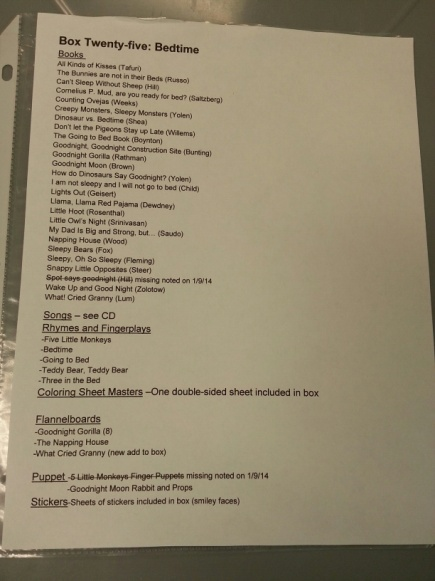 Box Twenty-five: Bedtime
Books
All Kinds of Kisses (Tafuri)
The Bunnies are not in their Beds (Russo)
Can't Sleep Without Sheep (Hill)
Cornelius P. Mud, are you ready for bed? (Saltzberg)
Counting Ovejas (Weeks)
Creepy Monsters, Sleepy Monsters (Yolen)
Dinosaur vs. Bedtime (Shea)
Don't let the Pigeons Stay up Late (Willems)
The Going to Bed Book (Boynton)
Goodnight, Goodnight Construction Site (Bunting)
Goodnight Gorilla (Rathman)
Goodnight Moon (Brown)
How do Dinosaurs Say Goodnight? (Yolen)
I am not sleepy and I will not go to bed (Child)
Lights Out (Geisert)
Llama, Llama Red Pajama (Dewdney)
Little Hoot (Rosenthal)
Little Owl's Night (Srinivasan)
My Dad Is Big and Strong, but... (Saudo)
Napping House (Wood)
Sleepy Bears (Fox)
Sleepy, Oh So Sleepy (Fleming)
Snappy Little Opposites (Steer)
Spot says goodnight (Hill) missing noted on 1/9/14
Wake Up and Good Night (Zolotow)
What! Cried Granny (Lum)
Songs – see CD
Rhymes and Fingerplays
-Five Little Monkeys
-Bedtime
-Going to Bed
-Teddy Bear, Teddy Bear
-Three in the Bed
Coloring Sheet Masters –One double-sided sheet included in box
Flannelboards
-Goodnight Gorilla (8)
-The Napping House
-What Cried Granny (new add to box)
Puppet -5 Little Monkeys Finger Puppets missing noted on 1/9/14
-Goodnight Moon Rabbit and Props
Stickers-Sheets of stickers included in box (smiley faces)